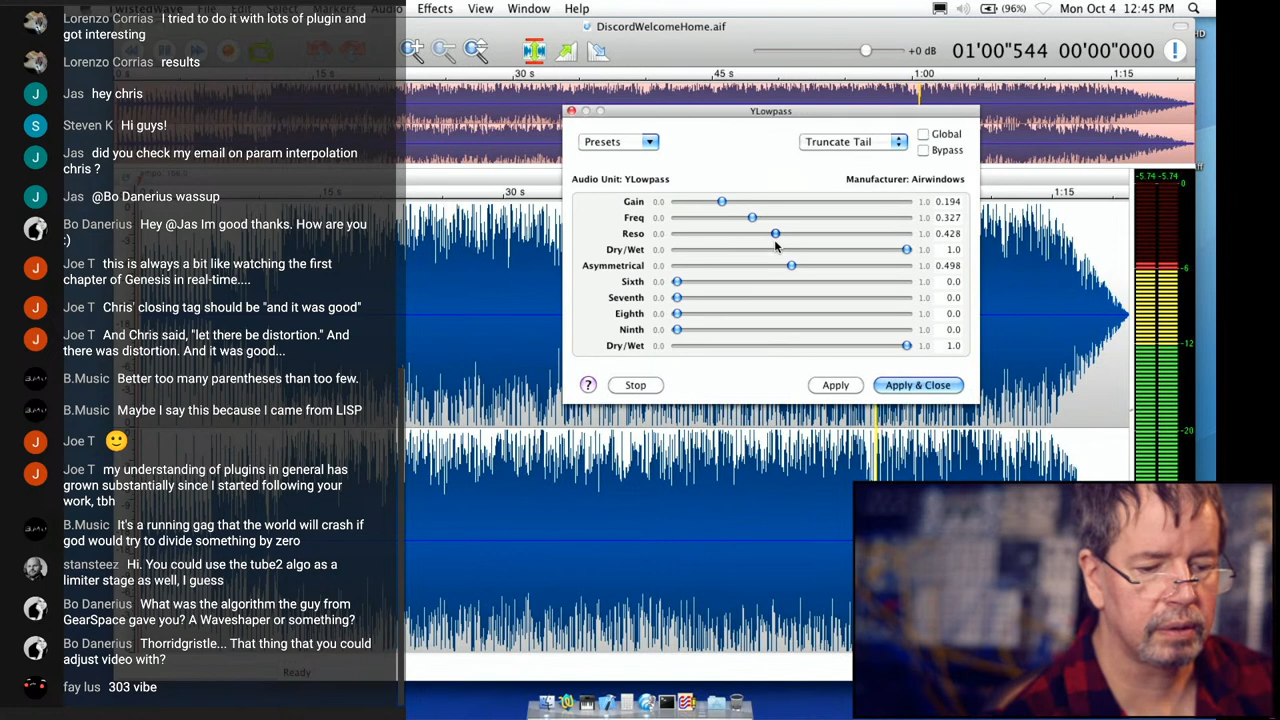 TwistedWave File Edit Effects View Window Help
(96%) Mon Oct 4 12:45 PM
DiscordWelcomeHome.aif
+0 dB 01'00"544 00'00"000
0 s 15 s 30 s 45 s 1:00 1:15
15 s 30 s 1:15
Lorenzo Corrias I tried to do it with lots of plugin and
got interesting
Lorenzo Corrias results
Jas hey chris
Steven K Hi guys!
Jas did you check my email on param interpolation
chris ?
Jas @Bo Danerius wassup
Bo Danerius Hey @Jas Im good thanks. How are you
:)
Joe T this is always a bit like watching the first
chapter of Genesis in real-time....
Joe T Chris' closing tag should be "and it was good"
Joe T And Chris said, "let there be distortion." And
there was distortion. And it was good...
B.Music Better too many parentheses than too few.
B.Music Maybe I say this because I came from LISP
Joe T
Joe T my understanding of plugins in general has
grown substantially since I started following your
work, tbh
B.Music It's a running gag that the world will crash if
god would try to divide something by zero
stansteez Hi. You could use the tube2 algo as a
limiter stage as well, I guess
Bo Danerius What was the algorithm the guy from
GearSpace gave you? A Waveshaper or something?
Bo Danerius Thorridgristle... That thing that you could
adjust video with?
Ready
fay lus 303 vibe
YLowpass
Presets Truncate Tail Global
Bypass
Audio Unit: YLowpass Manufacturer: Airwindows
Gain 0.0 1.0 0.194
Freq 0.0 1.0 0.327
Reso 0.0 1.0 0.428
Dry/Wet 0.0 1.0 1.0
Asymmetrical 0.0 1.0 0.498
Sixth 0.0 1.0 0.0
Seventh 0.0 1.0 0.0
Eighth 0.0 1.0 0.0
Ninth 0.0 1.0 0.0
Dry/Wet 0.0 1.0 1.0
? Stop Apply Apply & Close
-5.74 -5.74
0
-6
-12
-20
HD